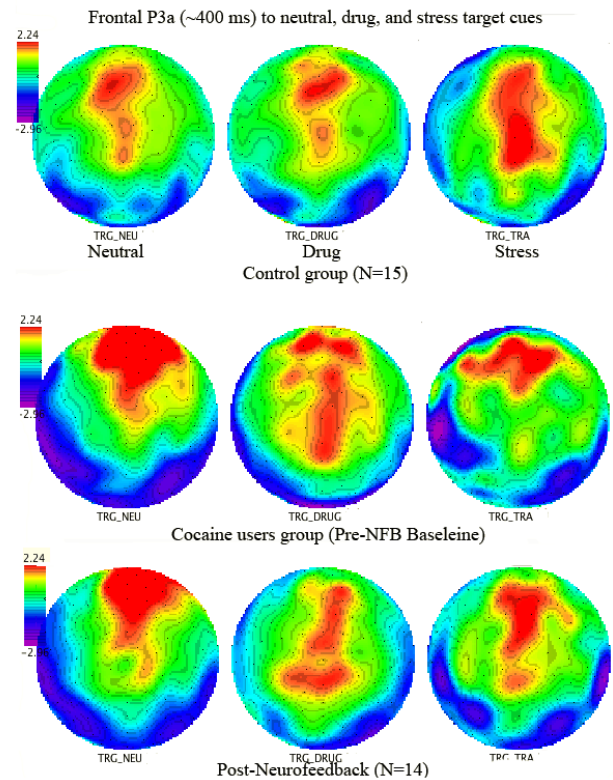 Frontal P3a (~400 ms) to neutral, drug, and stress target cues
2.24
-2.96
TRG_NEU TRG_DRUG TRG_TRA
Neutral Drug Stress
Control group (N=15)
2.24
TRG_NEU TRG_DRUG TRG_TRA
Cocaine users group (Pre-NFB Baseleine)
2.24
TRG_NEU TRG_DRUG TRG_TRA
Post-Neurofeedback (N=14)